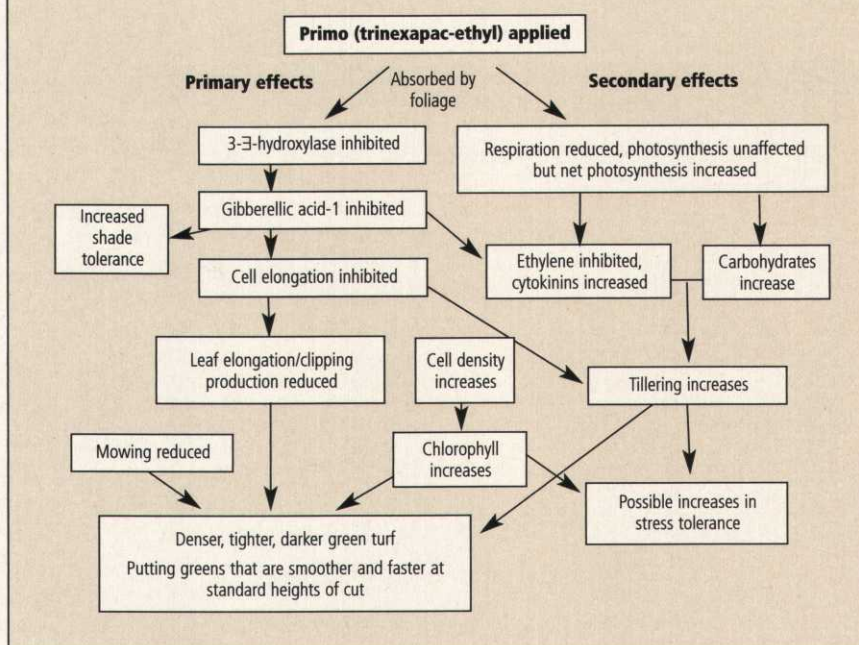 Primo (trinexapac-ethyl) applied
Primary effects
Absorbed by
foliage
Secondary effects
3-∃-hydroxylase inhibited
Respiration reduced, photosynthesis unaffected
but net photosynthesis increased
Gibberellic acid-1 inhibited
Increased
shade
tolerance
Cell elongation inhibited
Ethylene inhibited,
cytokinins increased
Carbohydrates
increase
Leaf elongation/clipping
production reduced
Cell density
increases
Tillering increases
Mowing reduced
Chlorophyll
increases
Possible increases in
stress tolerance
Denser, tighter, darker green turf
Putting greens that are smoother and faster at
standard heights of cut